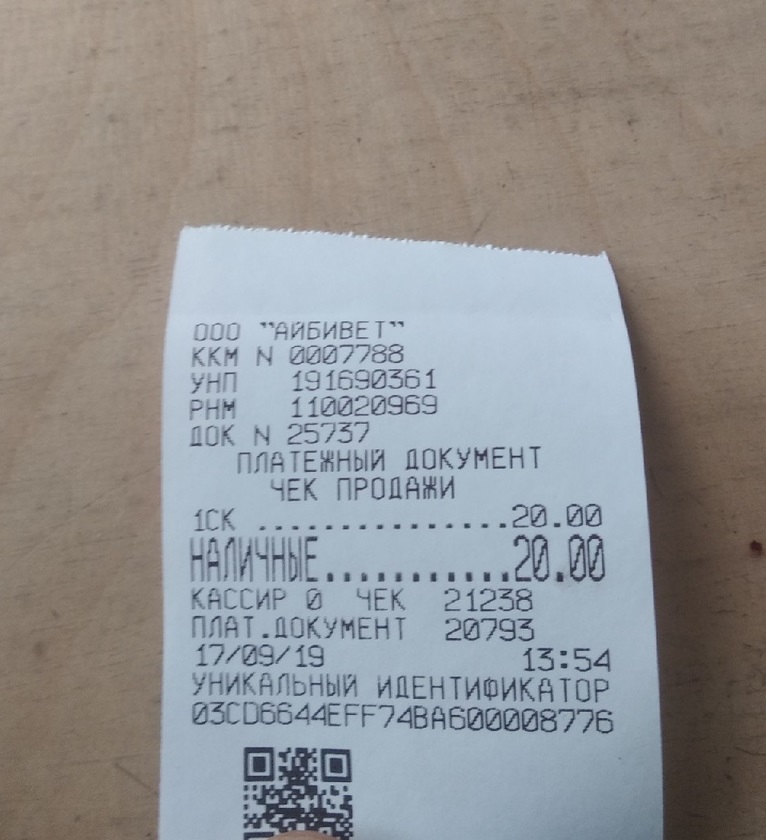 ООО "АЙБИВЕТ"
ККМ N 0007788
УНП 191690361
РНМ 110020969
ДОК N 25737
ПЛАТЕЖНЫЙ ДОКУМЕНТ
ЧЕК ПРОДАЖИ
1СК ...............20.00
НАЛИЧНЫЕ............20.00
КАССИР 0 ЧЕК 21238
ПЛАТ.ДОКУМЕНТ 20793
17/09/19 13:54
УНИКАЛЬНЫЙ ИДЕНТИФИКАТОР
03CD6644EFF74BA600008776